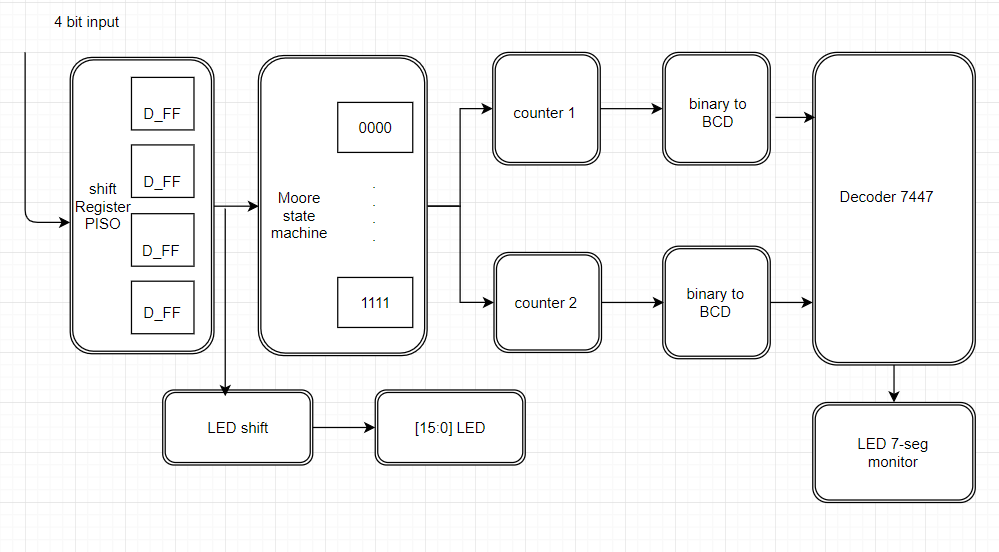 4 bit input
D_FF
D_FF
D_FF
D_FF
shift
Register
PISO
Moore
state
machine
0000
1111
counter 1
binary to
BCD
counter 2
binary to
BCD
Decoder 7447
LED shift
[15:0] LED
LED 7-seg
monitor